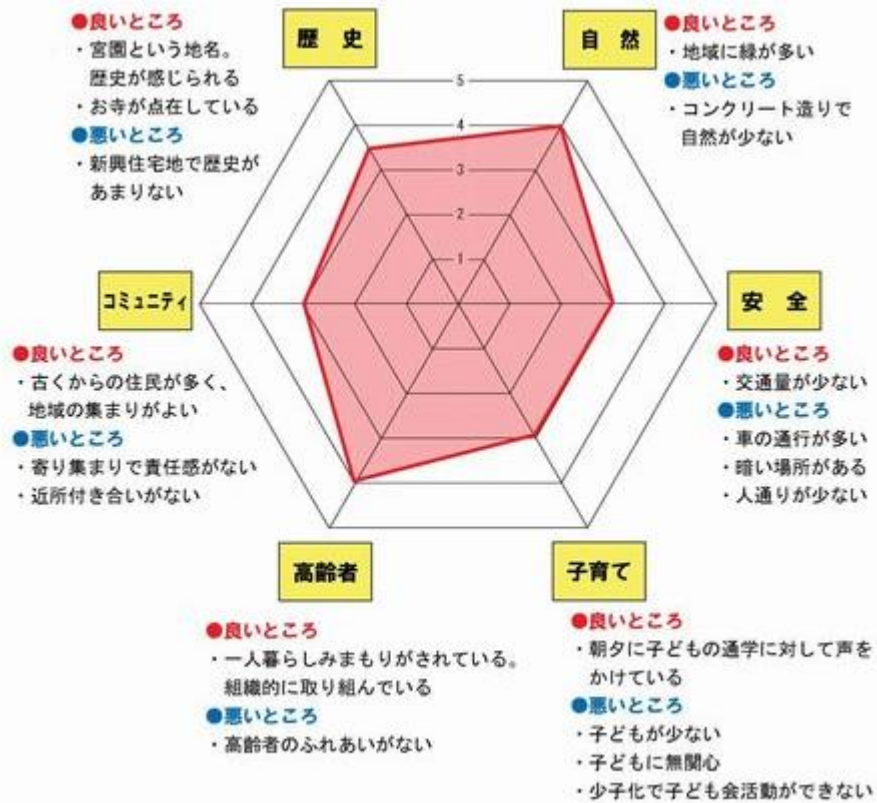 歴 史
●良いところ
・宮園という地名。
歴史が感じられる
・お寺が点在している
●悪いところ
・新興住宅地で歴史が
あまりない
自 然
●良いところ
・地域に緑が多い
●悪いところ
・コンクリート造りで
自然が少ない
5
4
3
2
1
コミュニティ
●良いところ
・古くからの住民が多く、
地域の集まりがよい
●悪いところ
・寄り集まりで責任感がない
・近所付き合いがない
安 全
●良いところ
・交通量が少ない
●悪いところ
・車の通行が多い
・暗い場所がある
・人通りが少ない
高齢者
●良いところ
・一人暮らしみまもりがされている。
組織的に取り組んでいる
●悪いところ
・高齢者のふれあいがない
子育て
●良いところ
・朝夕に子どもの通学に対して声を
かけている
●悪いところ
・子どもが少ない
・子どもに無関心
・少子化で子ども会活動ができない